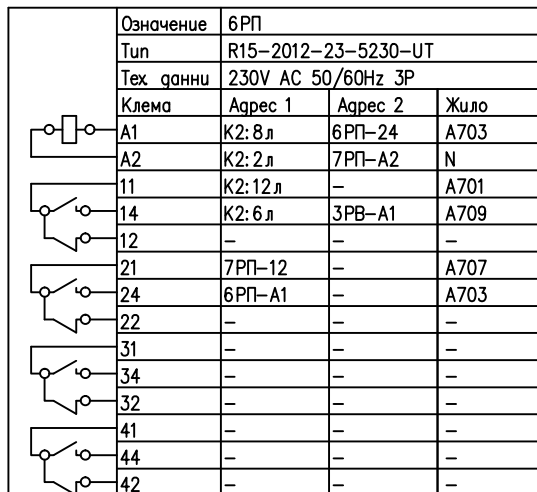 Означение 6РП
Тип R15-2012-23-5230-UT
Тех. данни 230V AC 50/60Hz 3P
Клема Адрес 1 Адрес 2 Жило
A1 K2:8л 6РП-24 A703
A2 K2:2л 7РП-A2 N
11 K2:12л - A701
14 K2:6л 3РВ-A1 A709
12 - - -
21 7РП-12 - A707
24 6РП-A1 - A703
22 - - -
31 - - -
34 - - -
32 - - -
41 - - -
44 - - -
42 - - -